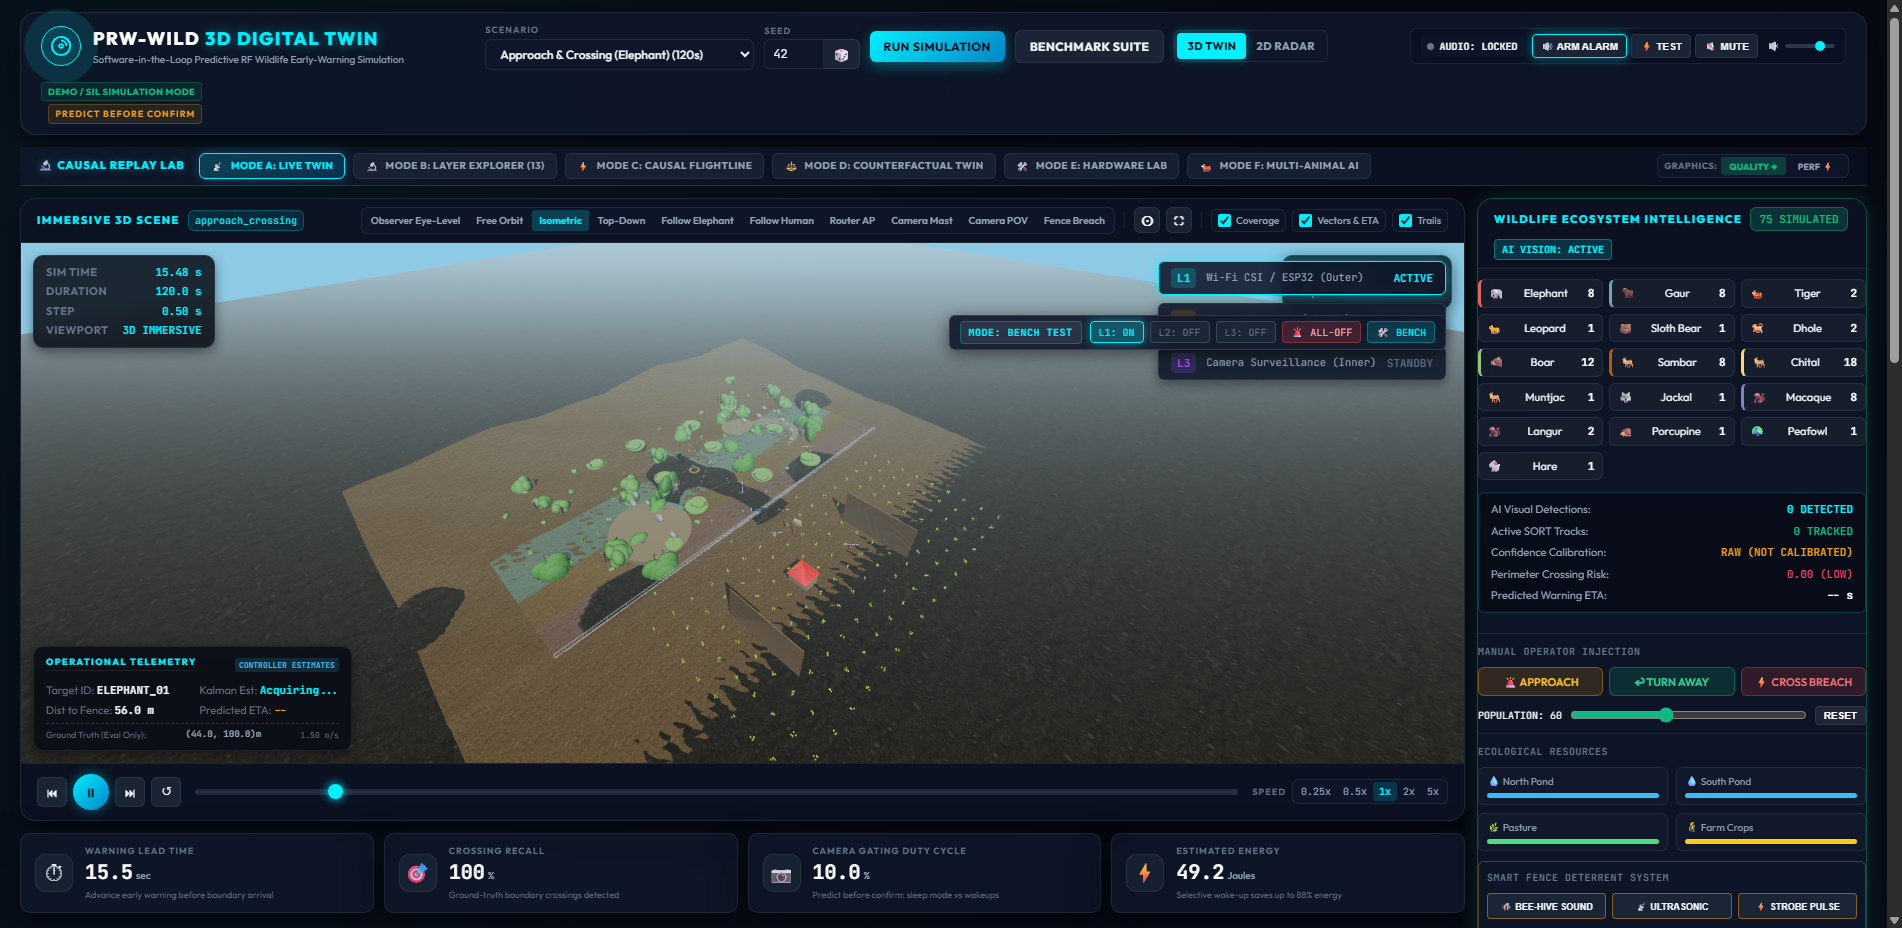 PRW-WILD 3D DIGITAL TWIN
Software-in-the-Loop Predictive RF Wildlife Early-Warning Simulation
DEMO / SIL SIMULATION MODE
PREDICT BEFORE CONFIRM
SCENARIO
Approach & Crossing (Elephant) (120s)
SEED
42
RUN SIMULATION
BENCHMARK SUITE
3D TWIN
2D RADAR
AUDIO: LOCKED
ARM ALARM
TEST
MUTE
CAUSAL REPLAY LAB
MODE A: LIVE TWIN
MODE B: LAYER EXPLORER (13)
MODE C: CAUSAL FLIGHTLINE
MODE D: COUNTERFACTUAL TWIN
MODE E: HARDWARE LAB
MODE F: MULTI-ANIMAL AI
GRAPHICS:
QUALITY
PERF
IMMERSIVE 3D SCENE
approach_crossing
Observer Eye-Level
Free Orbit
Isometric
Top-Down
Follow Elephant
Follow Human
Router AP
Camera Mast
Camera POV
Fence Breach
Coverage
Vectors & ETA
Trails
SIM TIME 15.48 s
DURATION 120.0 s
STEP 0.50 s
VIEWPORT 3D IMMERSIVE
L1 Wi-Fi CSI / ESP32 (Outer) ACTIVE
MODE: BENCH TEST
L1: ON
L2: OFF
L3: OFF
ALL-OFF
BENCH
L3 Camera Surveillance (Inner) STANDBY
OPERATIONAL TELEMETRY
CONTROLLER ESTIMATES
Target ID: ELEPHANT_01
Kalman Est: Acquiring...
Dist to Fence: 56.0 m
Predicted ETA: --
Ground Truth (Eval Only): (44.0, 100.0)m 1.50 m/s
SPEED
0.25x
0.5x
1x
2x
5x
WARNING LEAD TIME
15.5 sec
Advance early warning before boundary arrival
CROSSING RECALL
100 %
Ground-truth boundary crossings detected
CAMERA GATING DUTY CYCLE
10.0 %
Predict before confirm: sleep mode vs wakeups
ESTIMATED ENERGY
49.2 Joules
Selective wake-up saves up to 88% energy
WILDLIFE ECOSYSTEM INTELLIGENCE
75 SIMULATED
AI VISION: ACTIVE
Elephant 8
Gaur 8
Tiger 2
Leopard 1
Sloth Bear 1
Dhole 2
Boar 12
Sambar 8
Chital 18
Muntjac 1
Jackal 1
Macaque 8
Langur 2
Porcupine 1
Peafowl 1
Hare 1
AI Visual Detections: 0 DETECTED
Active SORT Tracks: 0 TRACKED
Confidence Calibration: RAW (NOT CALIBRATED)
Perimeter Crossing Risk: 0.00 (LOW)
Predicted Warning ETA: -- s
MANUAL OPERATOR INJECTION
APPROACH
TURN AWAY
CROSS BREACH
POPULATION: 60
RESET
ECOLOGICAL RESOURCES
North Pond
South Pond
Pasture
Farm Crops
SMART FENCE DETERRENT SYSTEM
BEE-HIVE SOUND
ULTRASONIC
STROBE PULSE